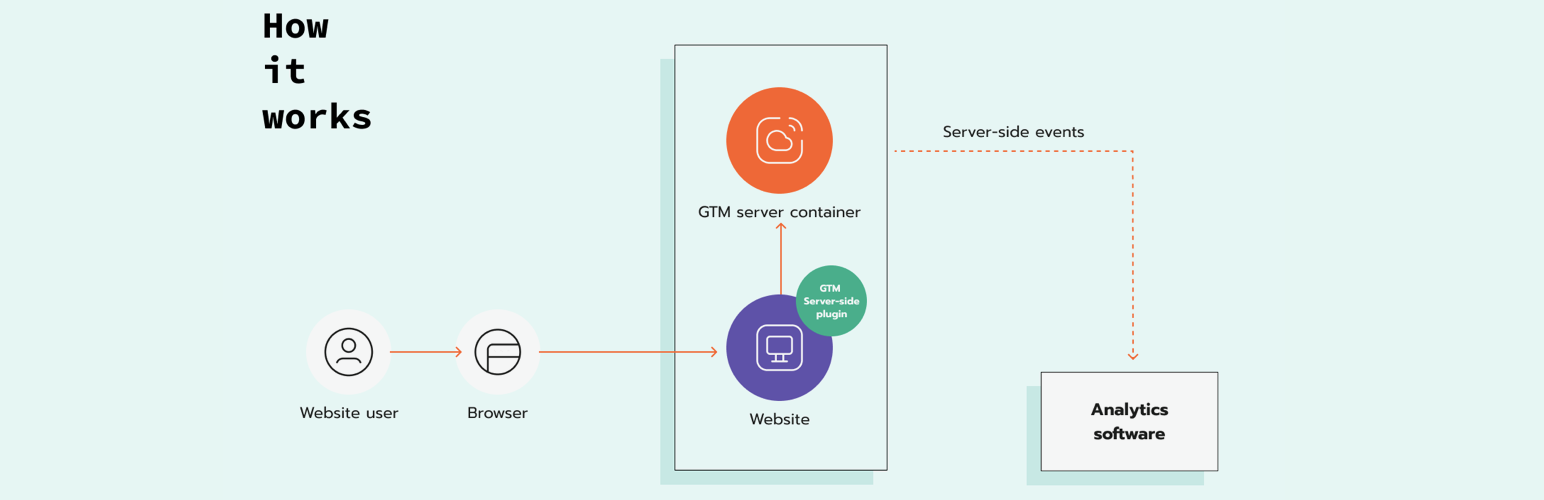 How
it
works
Server-side events
GTM server container
GTM
Server-side
plugin
Website user
Browser
Website
Analytics
software